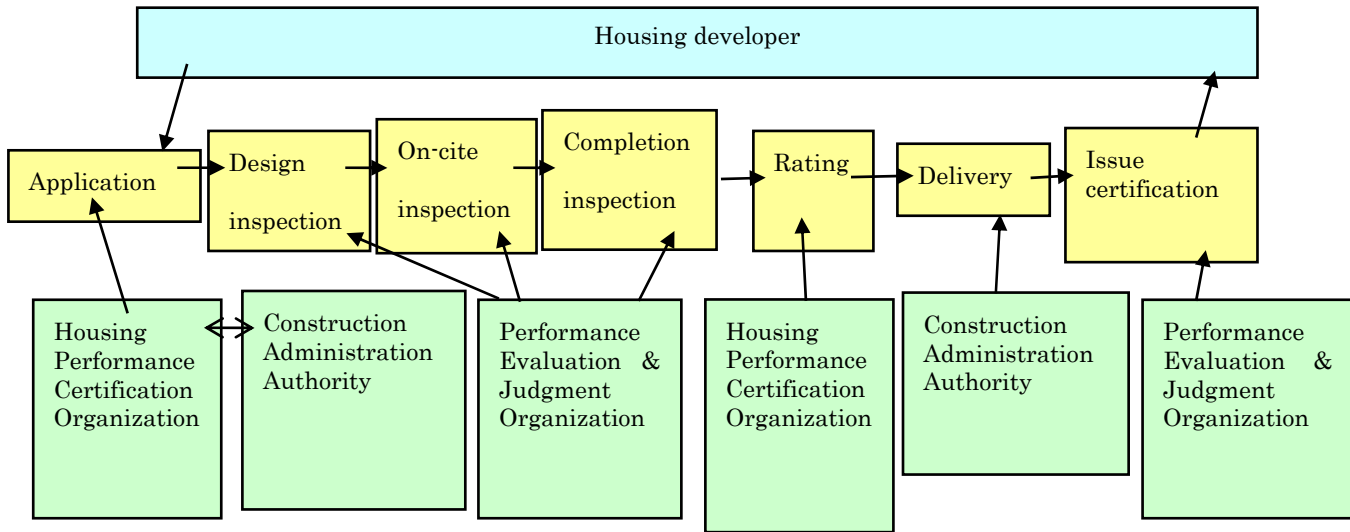 Housing developer
Application
Design
inspection
On-cite
inspection
Completion
inspection
Rating
Delivery
Issue
certification
Housing
Performance
Certification
Organization
Construction
Administration
Authority
Performance
Evaluation &
Judgment
Organization
Housing
Performance
Certification
Organization
Construction
Administration
Authority
Performance
Evaluation &
Judgment
Organization